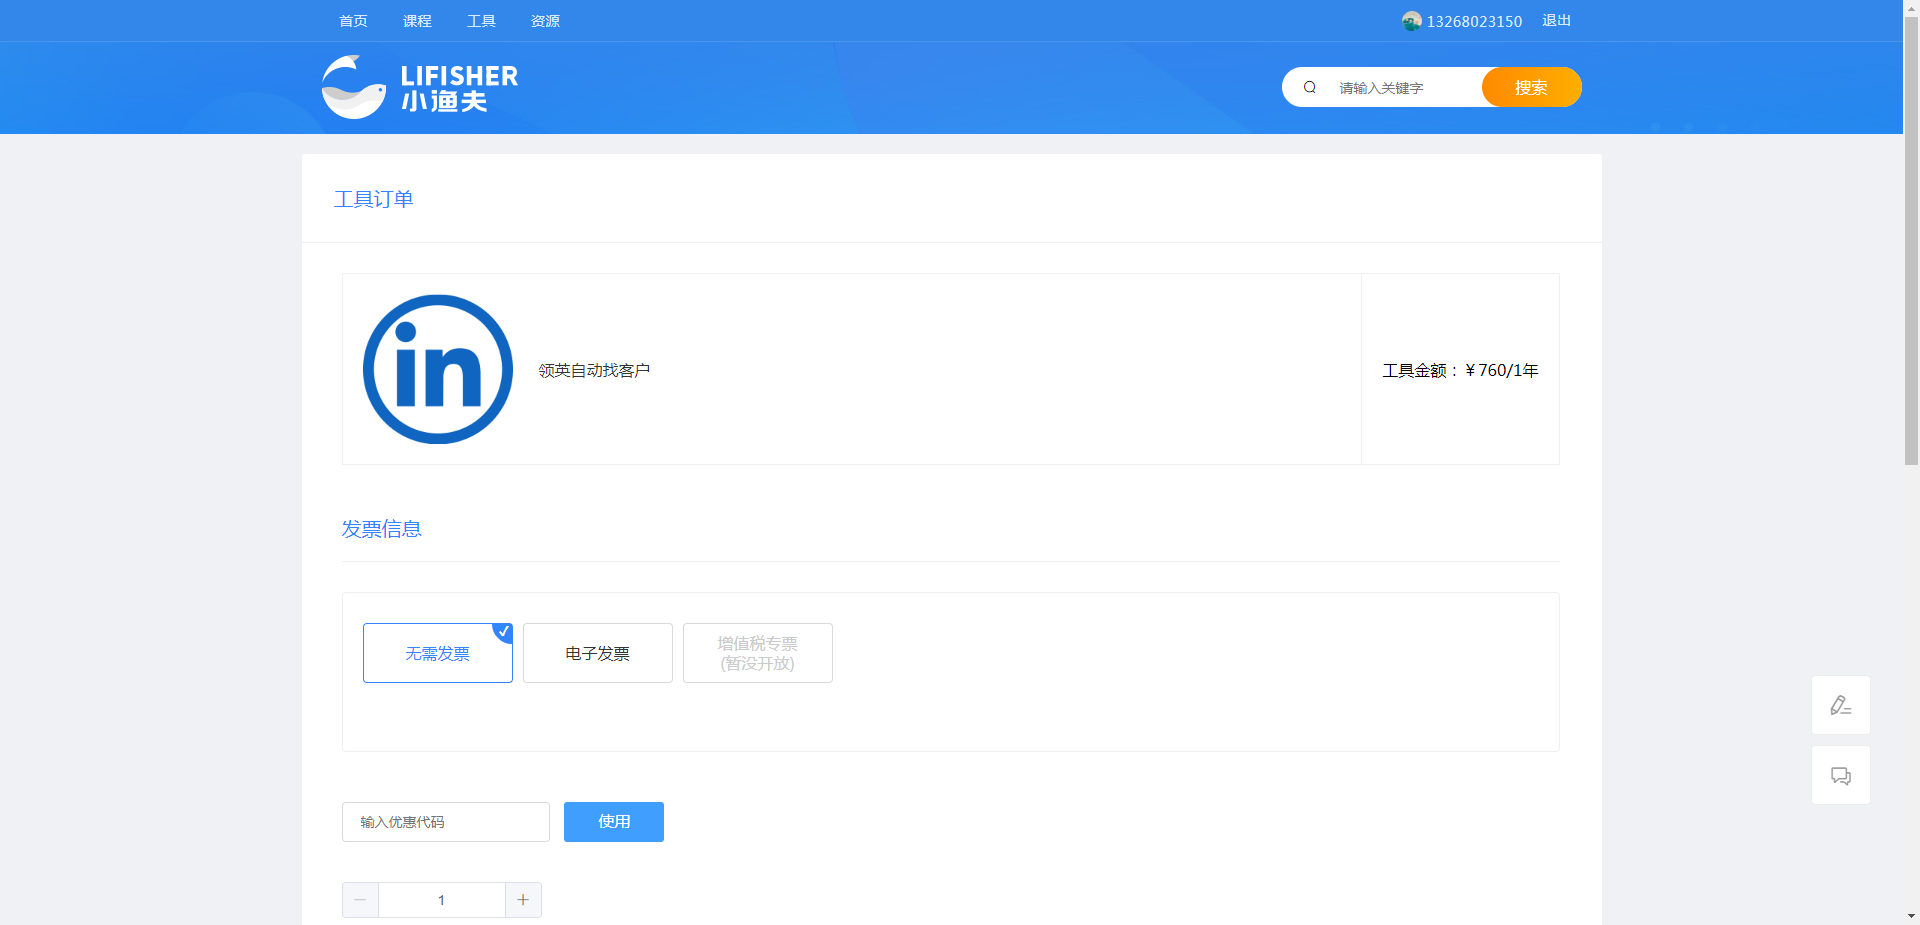 首页 课程 工具 资源 13268023150 退出
LIFISHER
小渔夫
请输入关键字 搜索
工具订单
in
领英自动找客户 工具金额：¥760/1年
发票信息
无需发票 电子发票 增值税专票
(暂没开放)
输入优惠代码 使用
1